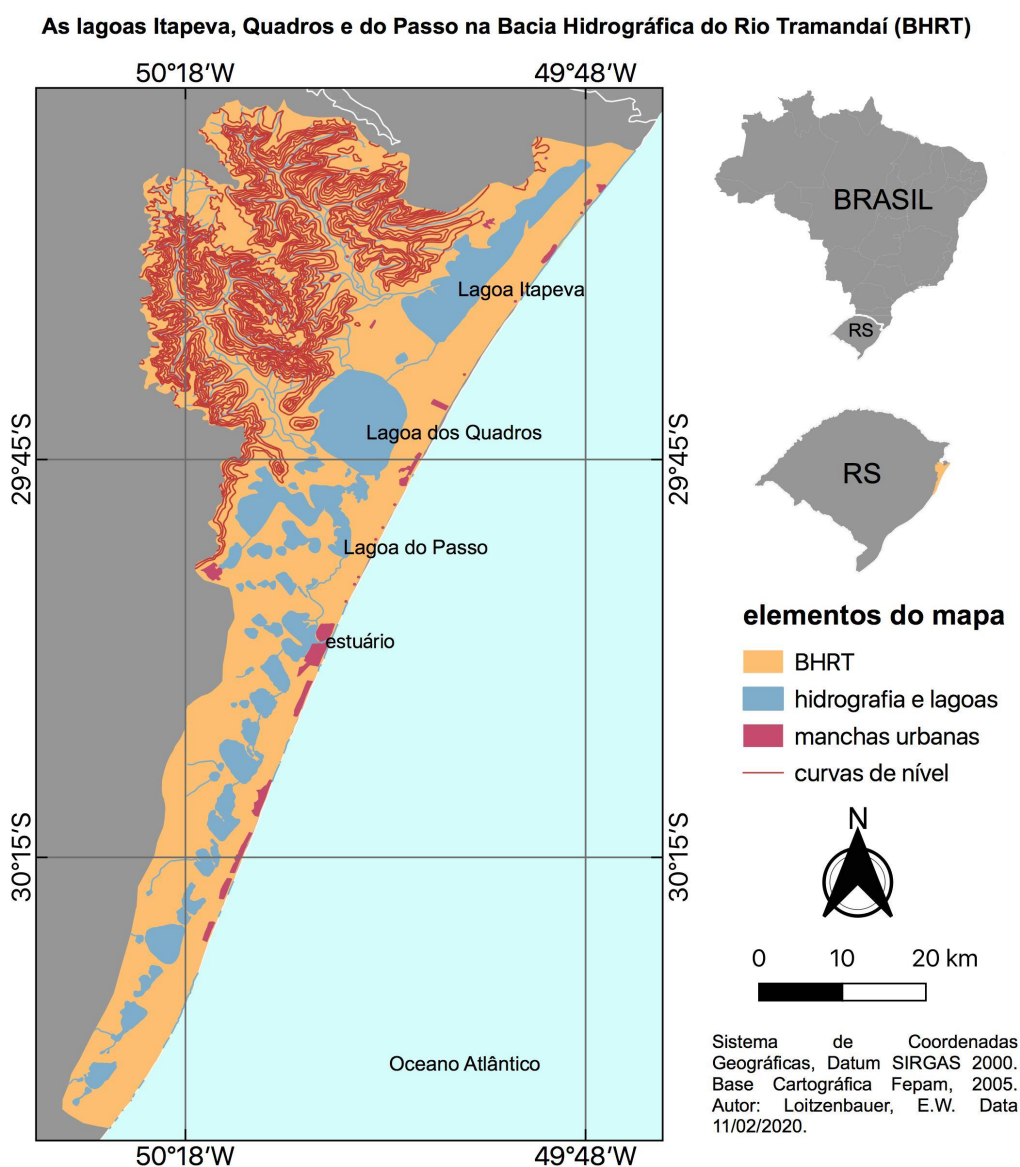 As lagoas Itapeva, Quadros e do Passo na Bacia Hidrográfica do Rio Tramandaí (BHRT)
50°18′W
49°48′W
BRASIL
RS
Lagoa Itapeva
Lagoa dos Quadros
29°45′S
29°45′S
RS
Lagoa do Passo
estuário
elementos do mapa
BHRT
hidrografia e lagoas
manchas urbanas
curvas de nível
30°15′S
30°15′S
N
0 10 20 km
Oceano Atlântico
Sistema de Coordenadas
Geográficas, Datum SIRGAS 2000.
Base Cartográfica Fepam, 2005.
Autor: Loitzenbauer, E.W. Data
11/02/2020.
50°18′W
49°48′W